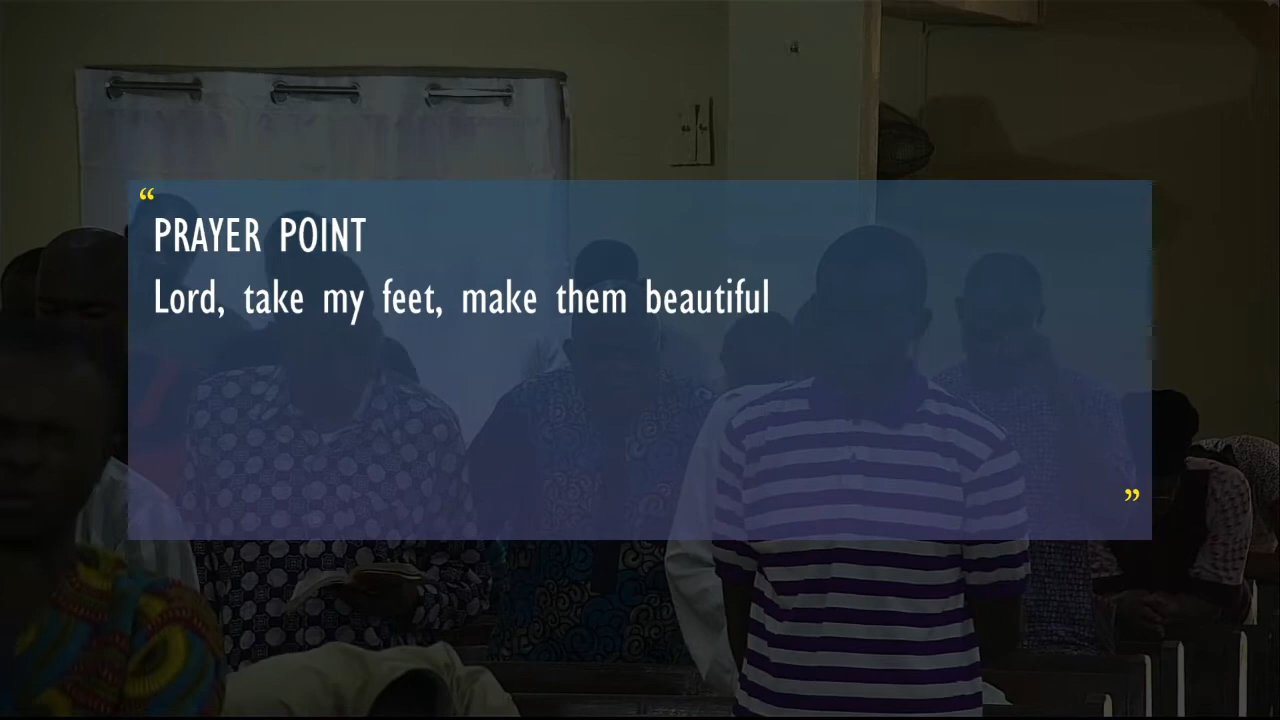 “
PRAYER POINT
Lord, take my feet, make them beautiful
”